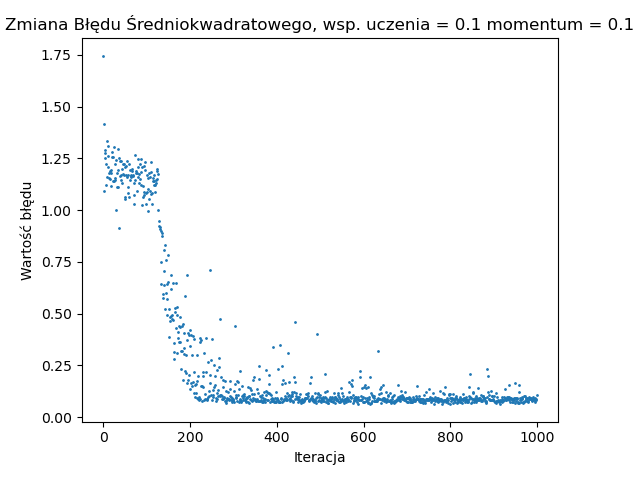 Zmiana Błędu Średniokwadratowego, wsp. uczenia = 0.1 momentum = 0.1
1.75
1.50
1.25
1.00
0.75
0.50
0.25
0.00
Wartość błędu
0 200 400 600 800 1000
Iteracja